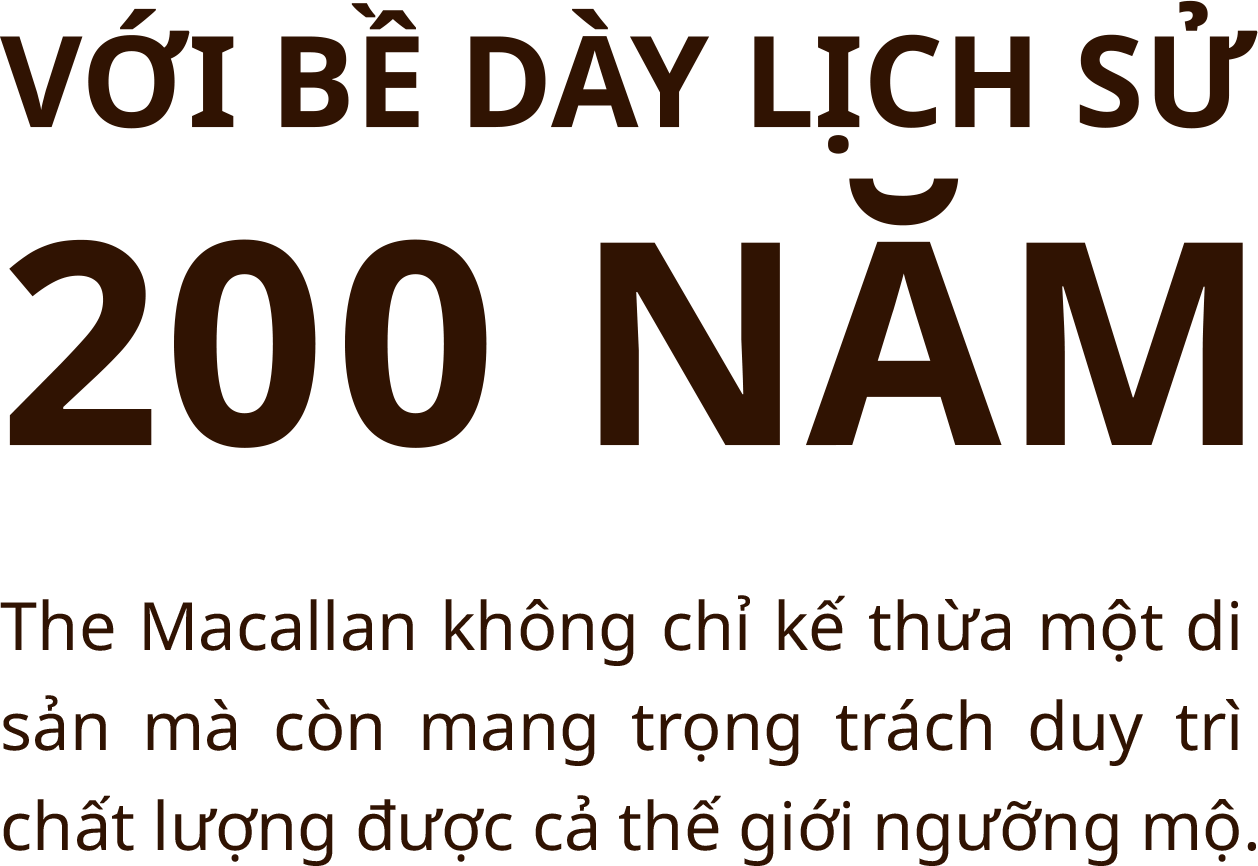 VỚI BỀ DÀY LỊCH SỬ
200 NĂM
The Macallan không chỉ kế thừa một di
sản mà còn mang trọng trách duy trì
chất lượng được cả thế giới ngưỡng mộ.